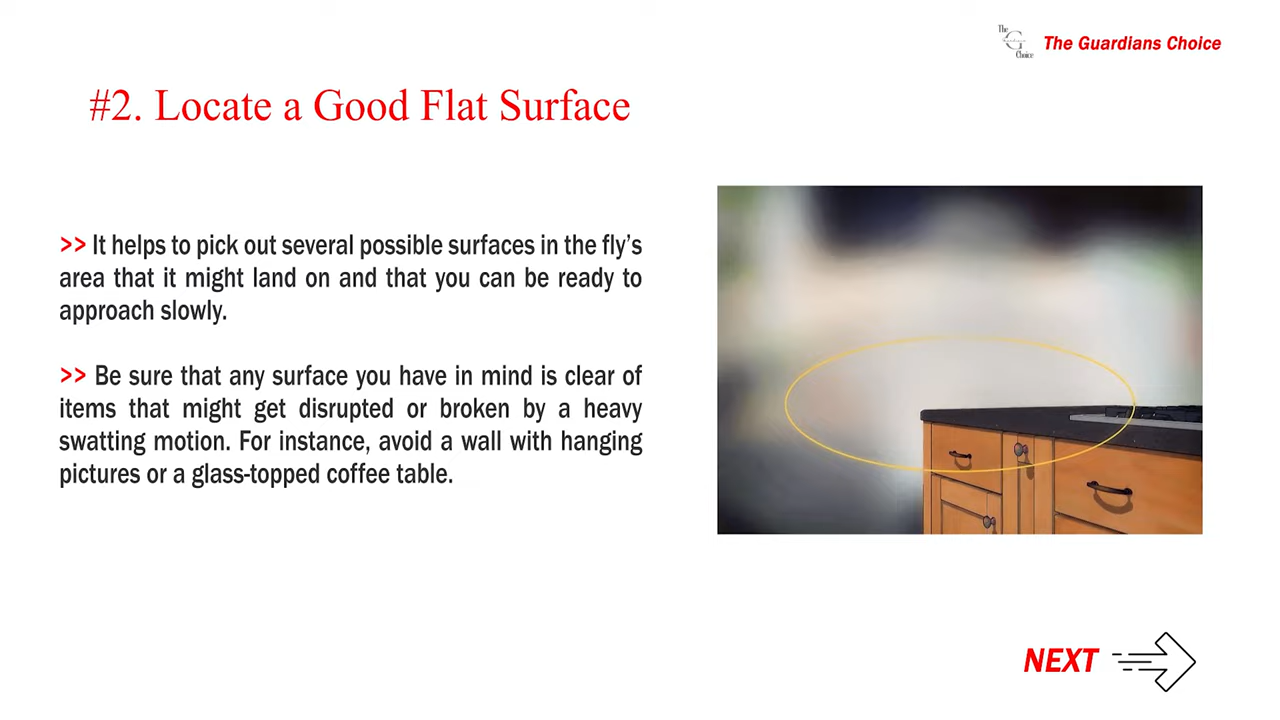 The
G
Choice
The Guardians Choice
#2. Locate a Good Flat Surface
>> It helps to pick out several possible surfaces in the fly's
area that it might land on and that you can be ready to
approach slowly.
>> Be sure that any surface you have in mind is clear of
items that might get disrupted or broken by a heavy
swatting motion. For instance, avoid a wall with hanging
pictures or a glass-topped coffee table.
NEXT